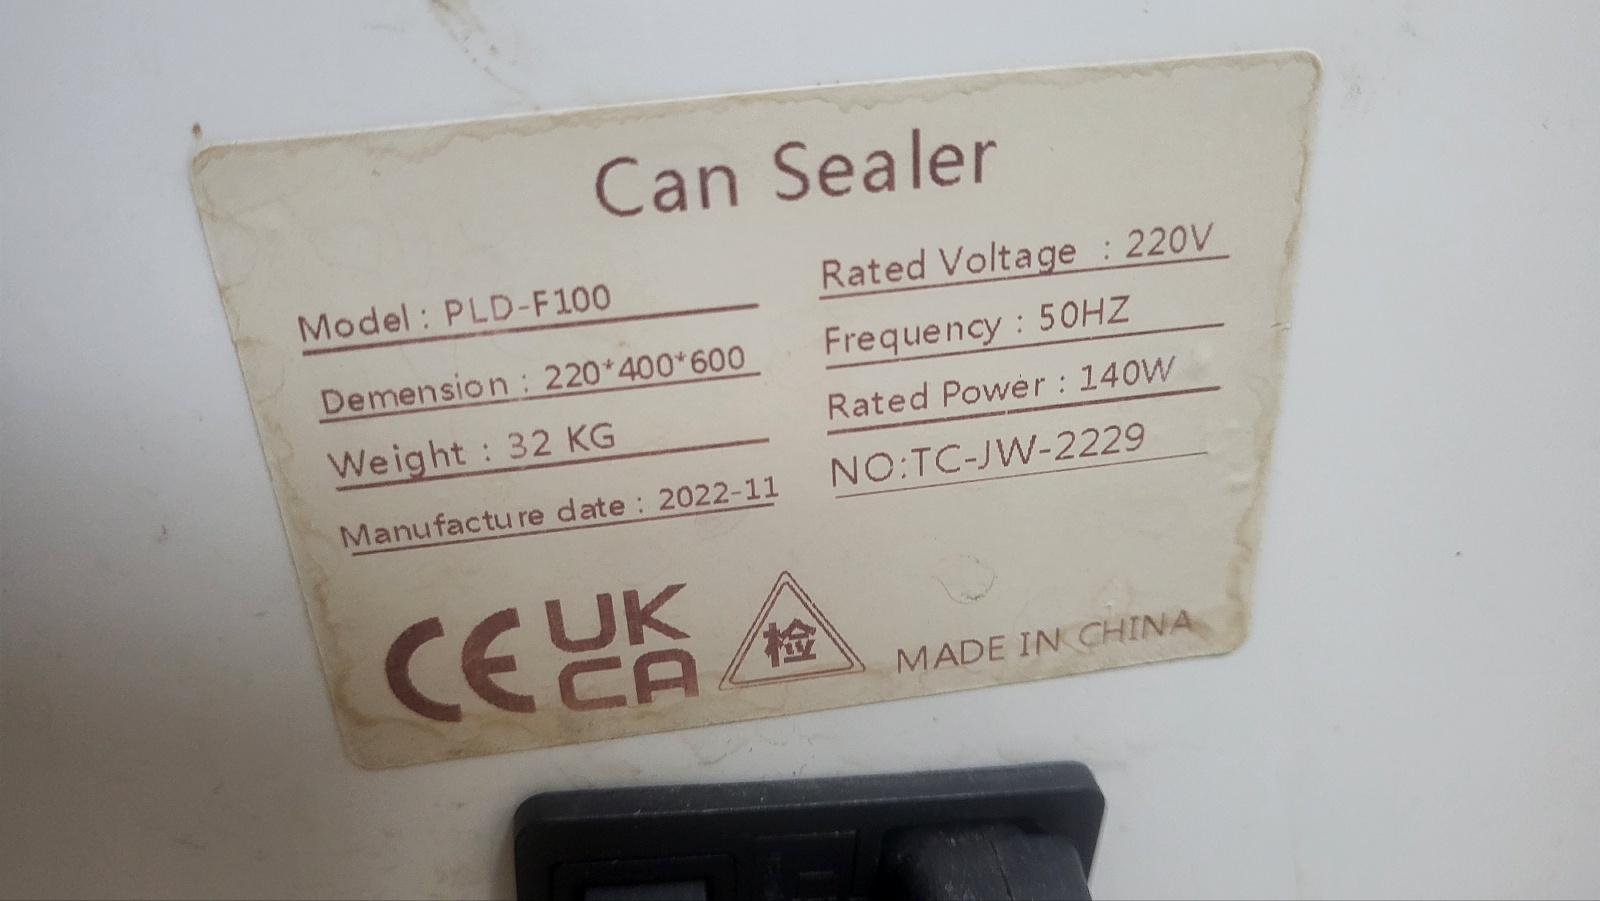 Can Sealer
Model : PLD-F100
Demension : 220*400*600
Weight : 32 KG
Manufacture date : 2022-11
Rated Voltage : 220V
Frequency : 50HZ
Rated Power : 140W
NO:TC-JW-2229
CE
UK
CA
检
MADE IN CHINA